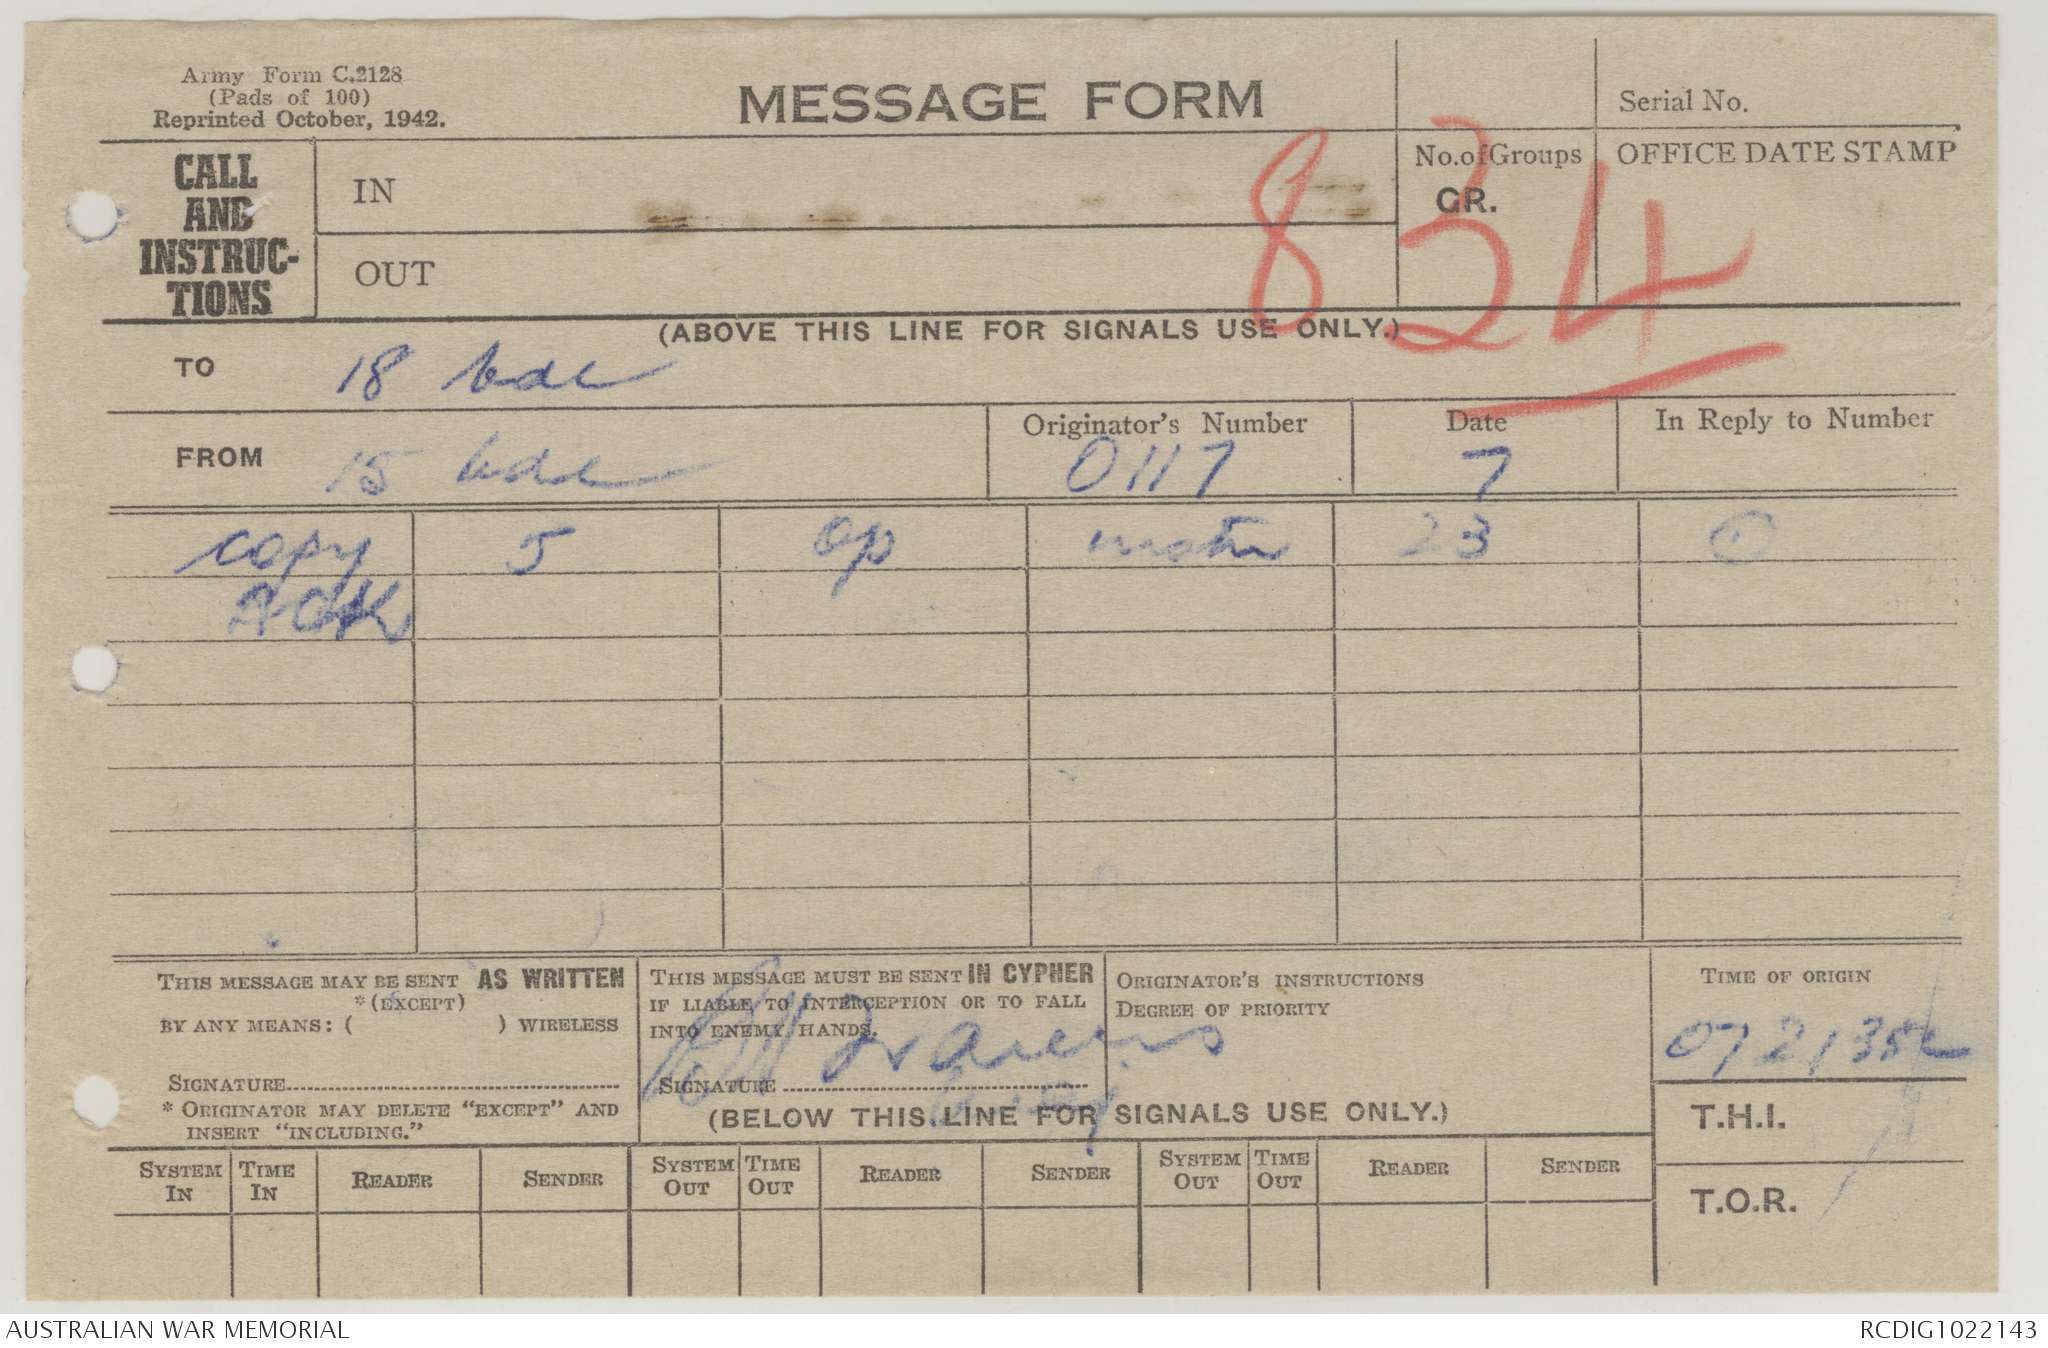 Army Form C.2128
(Pads of 100)
Reprinted October, 1942.
MESSAGE FORM
Serial No.
CALL
AND
INSTRUC-
TIONS
IN
OUT
No. of Groups
GR.
OFFICE DATE STAMP
824
(ABOVE THIS LINE FOR SIGNALS USE ONLY.)
TO 18 bde
FROM 15 bde
Originator's Number
0117
Date
7
In Reply to Number
copy 5 op 23
ACK
THIS MESSAGE MAY BE SENT AS WRITTEN
*(EXCEPT)
BY ANY MEANS: ( ) WIRELESS
SIGNATURE
* ORIGINATOR MAY DELETE "EXCEPT" AND
INSERT "INCLUDING."
THIS MESSAGE MUST BE SENT IN CYPHER
IF LIABLE TO INTERCEPTION OR TO FALL
INTO ENEMY HANDS.
SIGNATURE
ORIGINATOR'S INSTRUCTIONS
DEGREE OF PRIORITY
TIME OF ORIGIN
(BELOW THIS LINE FOR SIGNALS USE ONLY.)
T.H.I.
T.O.R.
SYSTEM IN
TIME IN
READER
SENDER
SYSTEM OUT
TIME OUT
READER
SENDER
SYSTEM OUT
TIME OUT
READER
SENDER
AUSTRALIAN WAR MEMORIAL
RCDIG1022143